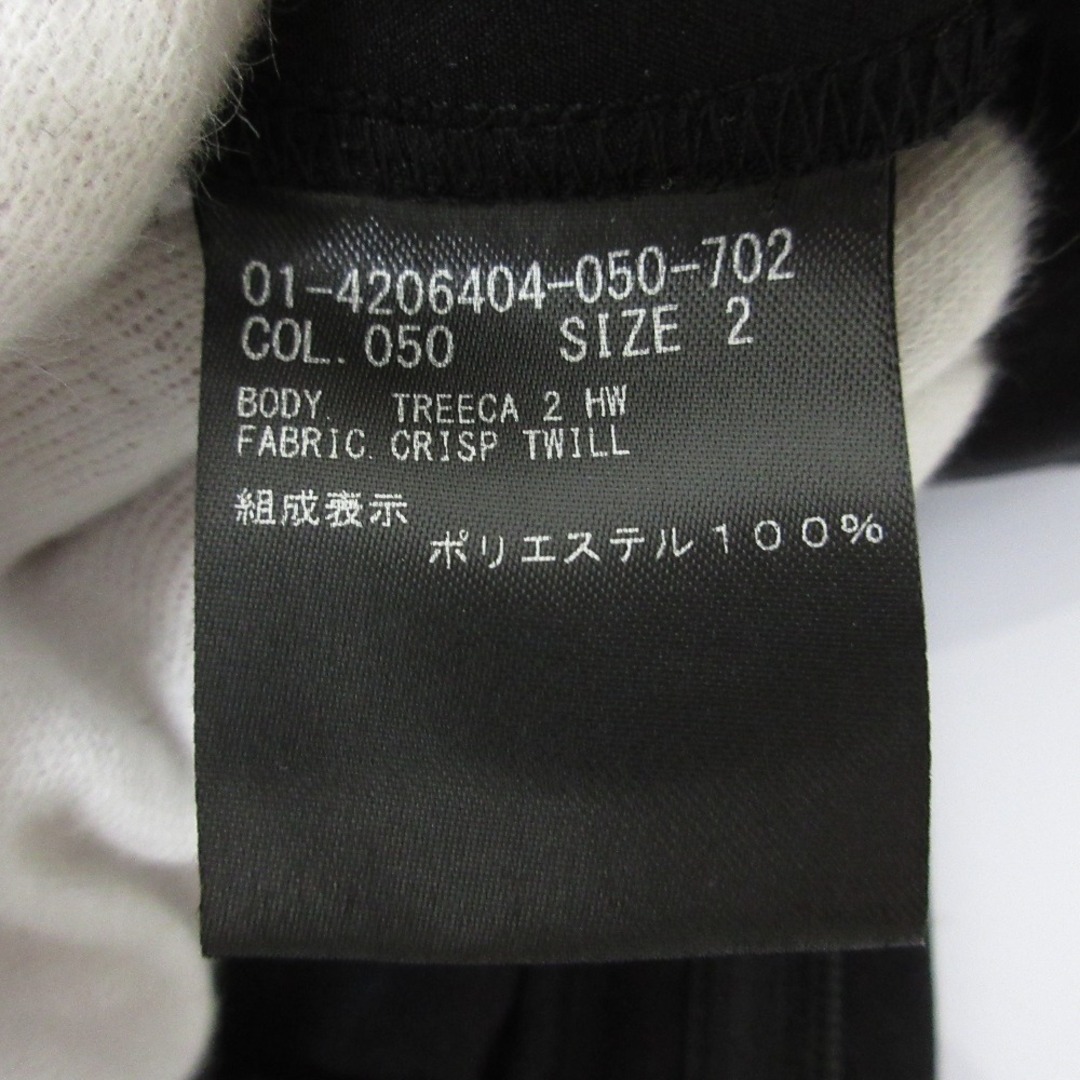 01-4206404-050-702
COL. 050 SIZE 2
BODY. TREECA 2 HW
FABRIC. CRISP TWILL
組成表示
ポリエステル100%